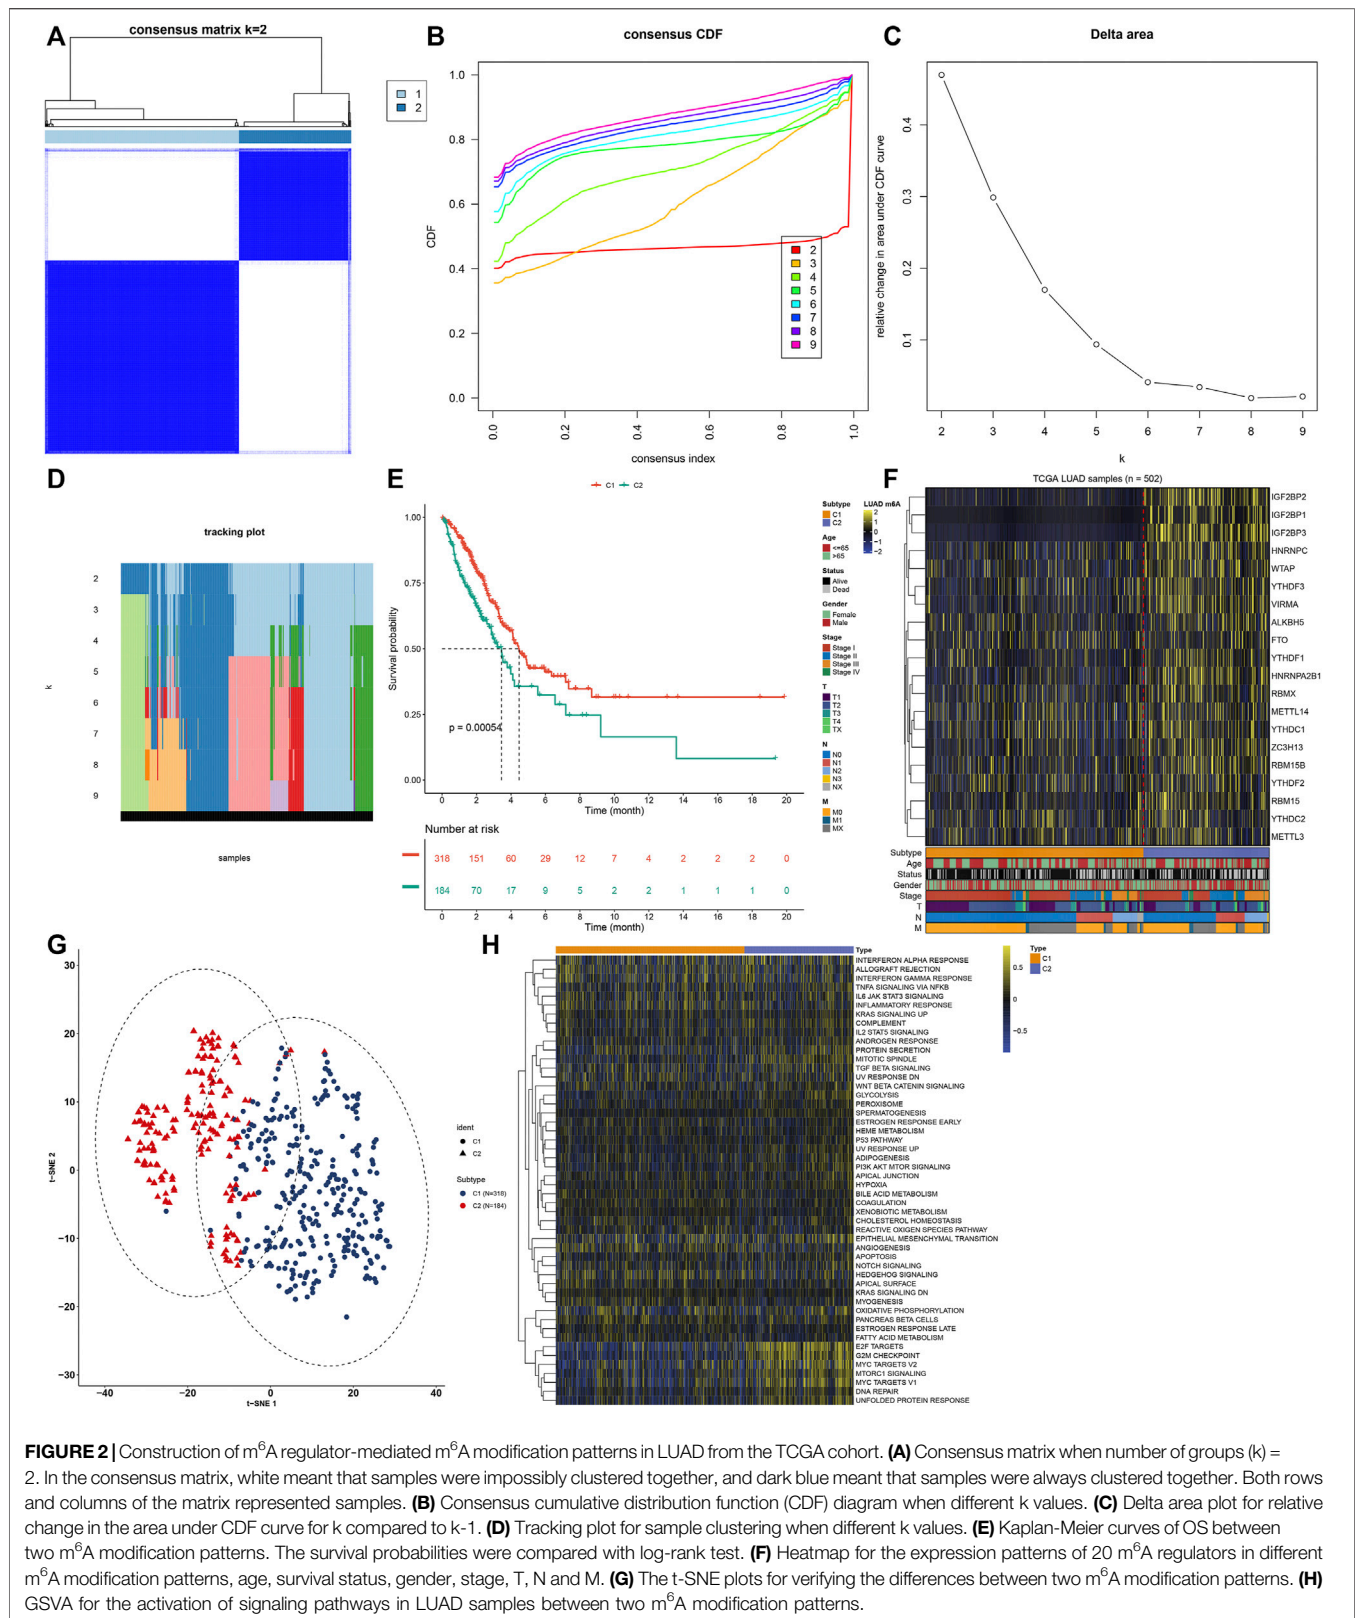 A
consensus matrix k=2
1
2
B
consensus CDF
CDF
1.0
0.8
0.6
0.4
0.2
0.0
2
3
4
5
6
7
8
9
0.0
0.2
0.4
0.6
0.8
1.0
consensus index
C
Delta area
relative change in area under CDF curve
0.4
0.3
0.2
0.1
2
3
4
5
6
7
8
9
k
D
tracking plot
k
2
3
4
5
6
7
8
9
samples
E
C1
C2
Survival probability
1.00
0.75
0.50
0.25
0.00
p = 0.00054
0
2
4
6
8
10
12
14
16
18
20
Time (month)
Number at risk
318 151 60 29 12 7 4 2 2 2 0
184 70 17 9 5 2 2 1 1 1 0
0 2 4 6 8 10 12 14 16 18 20
Time (month)
F
TCGA LUAD samples (n = 502)
Subtype
C1
C2
LUAD m6A
2
1
0
−1
−2
Age
<=65
>65
Status
Alive
Dead
Gender
Female
Male
Stage
Stage I
Stage II
Stage III
Stage IV
T
T1
T2
T3
T4
TX
N
N0
N1
N2
N3
NX
M
M0
M1
MX
IGF2BP2
IGF2BP1
IGF2BP3
HNRNPC
WTAP
YTHDF3
VIRMA
ALKBH5
FTO
YTHDF1
HNRNPA2B1
RBMX
METTL14
YTHDC1
ZC3H13
RBM15B
YTHDF2
RBM15
YTHDC2
METTL3
Subtype
Age
Status
Gender
Stage
T
N
M
G
t−SNE 2
30
20
10
0
−10
−20
−30
−40
−20
0
20
40
t−SNE 1
ident
C1
C2
Subtype
C1 (N=318)
C2 (N=184)
H
Type
INTERFERON ALPHA RESPONSE
ALLOGRAFT REJECTION
INTERFERON GAMMA RESPONSE
TNFA SIGNALING VIA NFKB
IL6 JAK STAT3 SIGNALING
INFLAMMATORY RESPONSE
KRAS SIGNALING UP
COMPLEMENT
IL2 STAT5 SIGNALING
ANDROGEN RESPONSE
PROTEIN SECRETION
MITOTIC SPINDLE
TGF BETA SIGNALING
UV RESPONSE DN
WNT BETA CATENIN SIGNALING
GLYCOLYSIS
PEROXISOME
SPERMATOGENESIS
ESTROGEN RESPONSE EARLY
HEME METABOLISM
P53 PATHWAY
UV RESPONSE UP
ADIPOGENESIS
PI3K AKT MTOR SIGNALING
APICAL JUNCTION
HYPOXIA
BILE ACID METABOLISM
COAGULATION
XENOBIOTIC METABOLISM
CHOLESTEROL HOMEOSTASIS
REACTIVE OXIGEN SPECIES PATHWAY
EPITHELIAL MESENCHYMAL TRANSITION
ANGIOGENESIS
APOPTOSIS
NOTCH SIGNALING
HEDGEHOG SIGNALING
APICAL SURFACE
KRAS SIGNALING DN
MYOGENESIS
OXIDATIVE PHOSPHORYLATION
PANCREAS BETA CELLS
ESTROGEN RESPONSE LATE
FATTY ACID METABOLISM
E2F TARGETS
G2M CHECKPOINT
MYC TARGETS V2
MTORC1 SIGNALING
MYC TARGETS V1
DNA REPAIR
UNFOLDED PROTEIN RESPONSE
0.5
0
−0.5
Type
C1
C2
FIGURE 2 | Construction of m⁶A regulator-mediated m⁶A modification patterns in LUAD from the TCGA cohort. (A) Consensus matrix when number of groups (k) =
2. In the consensus matrix, white meant that samples were impossibly clustered together, and dark blue meant that samples were always clustered together. Both rows
and columns of the matrix represented samples. (B) Consensus cumulative distribution function (CDF) diagram when different k values. (C) Delta area plot for relative
change in the area under CDF curve for k compared to k-1. (D) Tracking plot for sample clustering when different k values. (E) Kaplan-Meier curves of OS between
two m⁶A modification patterns. The survival probabilities were compared with log-rank test. (F) Heatmap for the expression patterns of 20 m⁶A regulators in different
m⁶A modification patterns, age, survival status, gender, stage, T, N and M. (G) The t-SNE plots for verifying the differences between two m⁶A modification patterns. (H)
GSVA for the activation of signaling pathways in LUAD samples between two m⁶A modification patterns.